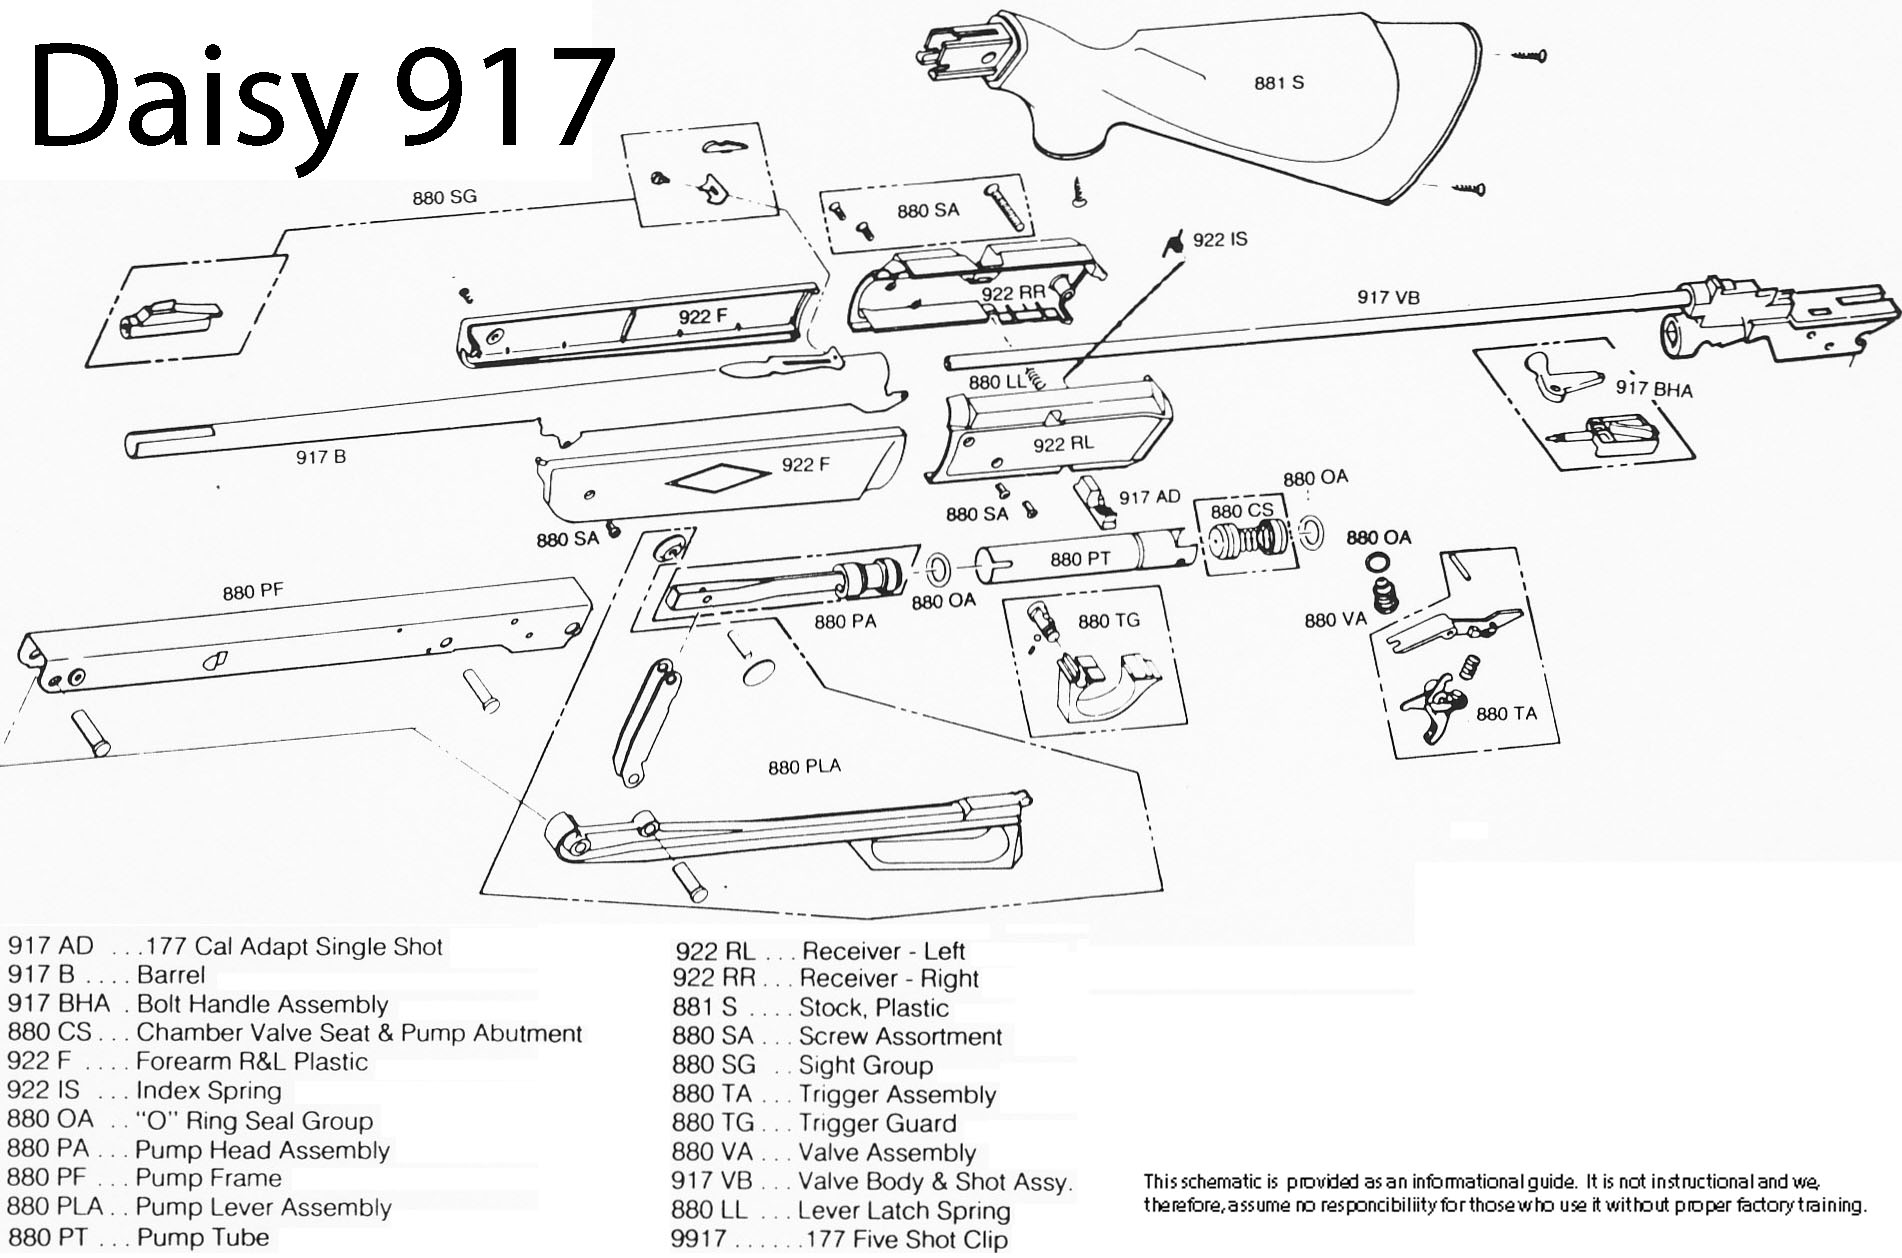 Daisy 917
881 S
880 SG
880 SA
922 IS
922 RR
917 VB
922 F
880 LL
917 BHA
917 B
922 F
922 RL
880 SA
917 AD
880 OA
880 CS
880 SA
880 OA
880 PT
880 PF
880 PA
880 OA
880 TG
880 VA
880 TA
880 PLA
917 AD ...177 Cal Adapt Single Shot
917 B .... Barrel
917 BHA . Bolt Handle Assembly
880 CS ... Chamber Valve Seat & Pump Abutment
922 F .... Forearm R&L Plastic
922 IS ... Index Spring
880 OA .. "O" Ring Seal Group
880 PA ... Pump Head Assembly
880 PF ... Pump Frame
880 PLA .. Pump Lever Assembly
880 PT ... Pump Tube
922 RL ... Receiver - Left
922 RR ... Receiver - Right
881 S .... Stock, Plastic
880 SA ... Screw Assortment
880 SG .. Sight Group
880 TA ... Trigger Assembly
880 TG ... Trigger Guard
880 VA ... Valve Assembly
917 VB ... Valve Body & Shot Assy.
880 LL ... Lever Latch Spring
9917 .......177 Five Shot Clip
This schematic is provided as an informational guide. It is not instructional and we,
therefore, assume no responcibiliity for those who use it without proper factory training.